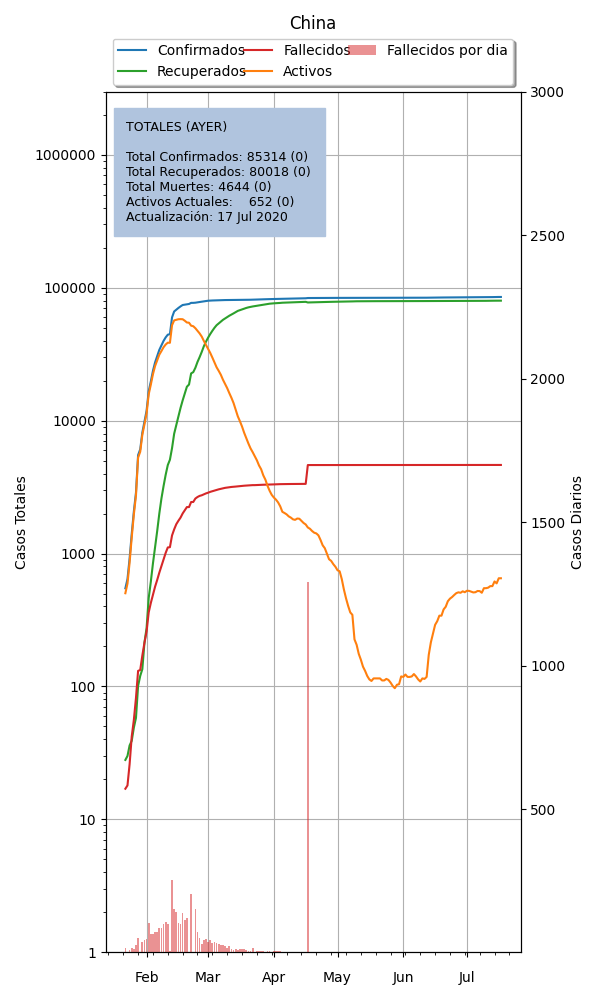 China
Confirmados Fallecidos Fallecidos por dia
Recuperados Activos
TOTALES (AYER)
Total Confirmados: 85314 (0)
Total Recuperados: 80018 (0)
Total Muertes: 4644 (0)
Activos Actuales: 652 (0)
Actualización: 17 Jul 2020
Casos Totales
1000000
100000
10000
1000
100
10
1
Casos Diarios
3000
2500
2000
1500
1000
500
Feb Mar Apr May Jun Jul